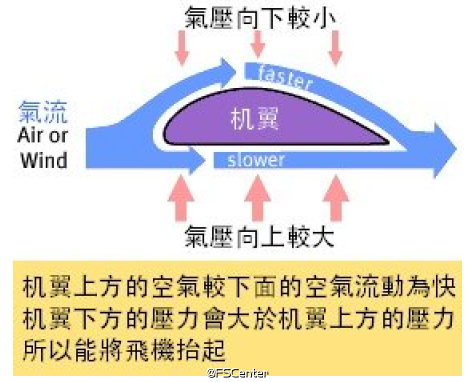 氣壓向下較小
faster
氣流
Air or
Wind
机翼
slower
氣壓向上較大
机翼上方的空氣較下面的空氣流動為快
机翼下方的壓力會大於机翼上方的壓力
所以能將飛機抬起
@FSCenter